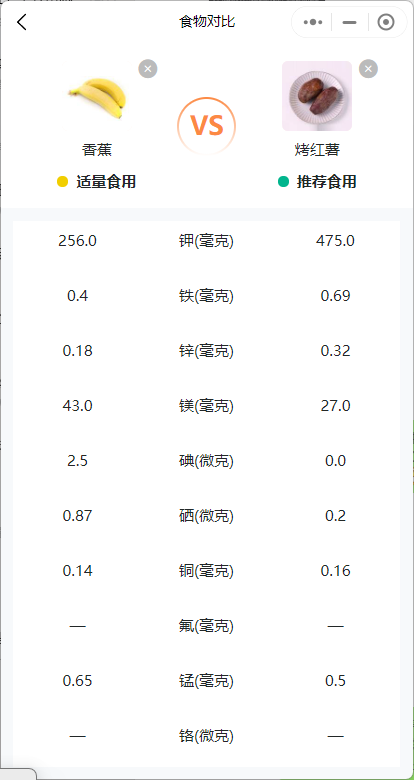 食物对比
VS
香蕉 烤红薯
适量食用 推荐食用
256.0 钾(毫克) 475.0
0.4 铁(毫克) 0.69
0.18 锌(毫克) 0.32
43.0 镁(毫克) 27.0
2.5 碘(微克) 0.0
0.87 硒(微克) 0.2
0.14 铜(毫克) 0.16
— 氟(毫克) —
0.65 锰(毫克) 0.5
— 铬(微克) —